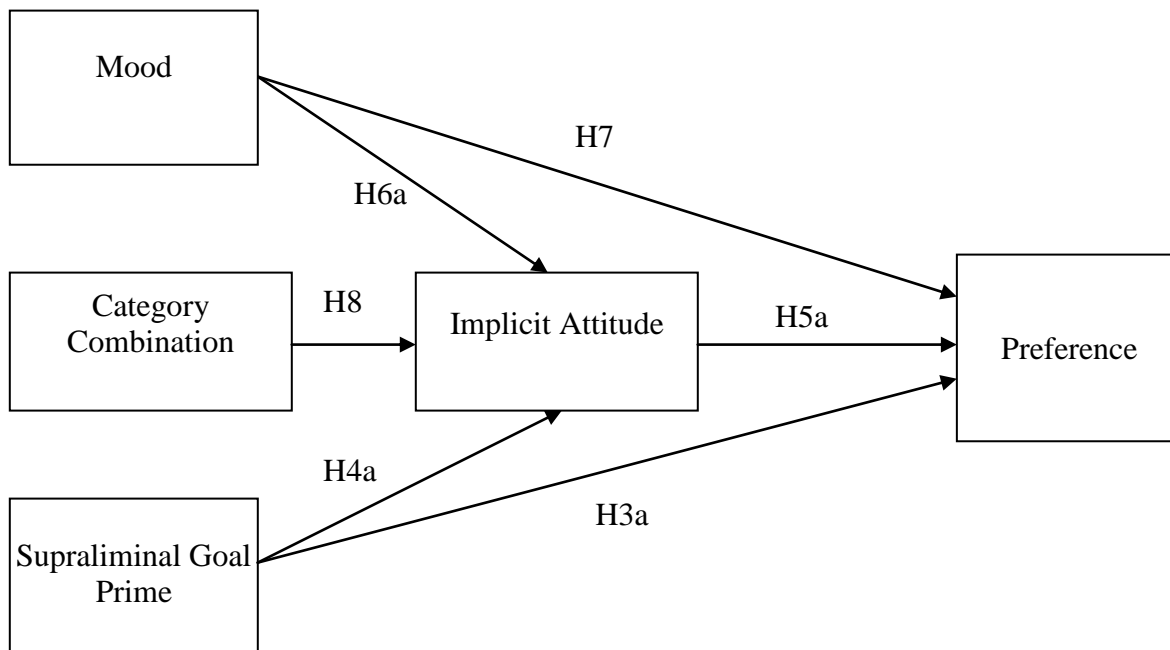 Mood
H7
H6a
Category
Combination
H8
Implicit Attitude
H5a
Preference
H4a
H3a
Supraliminal Goal
Prime